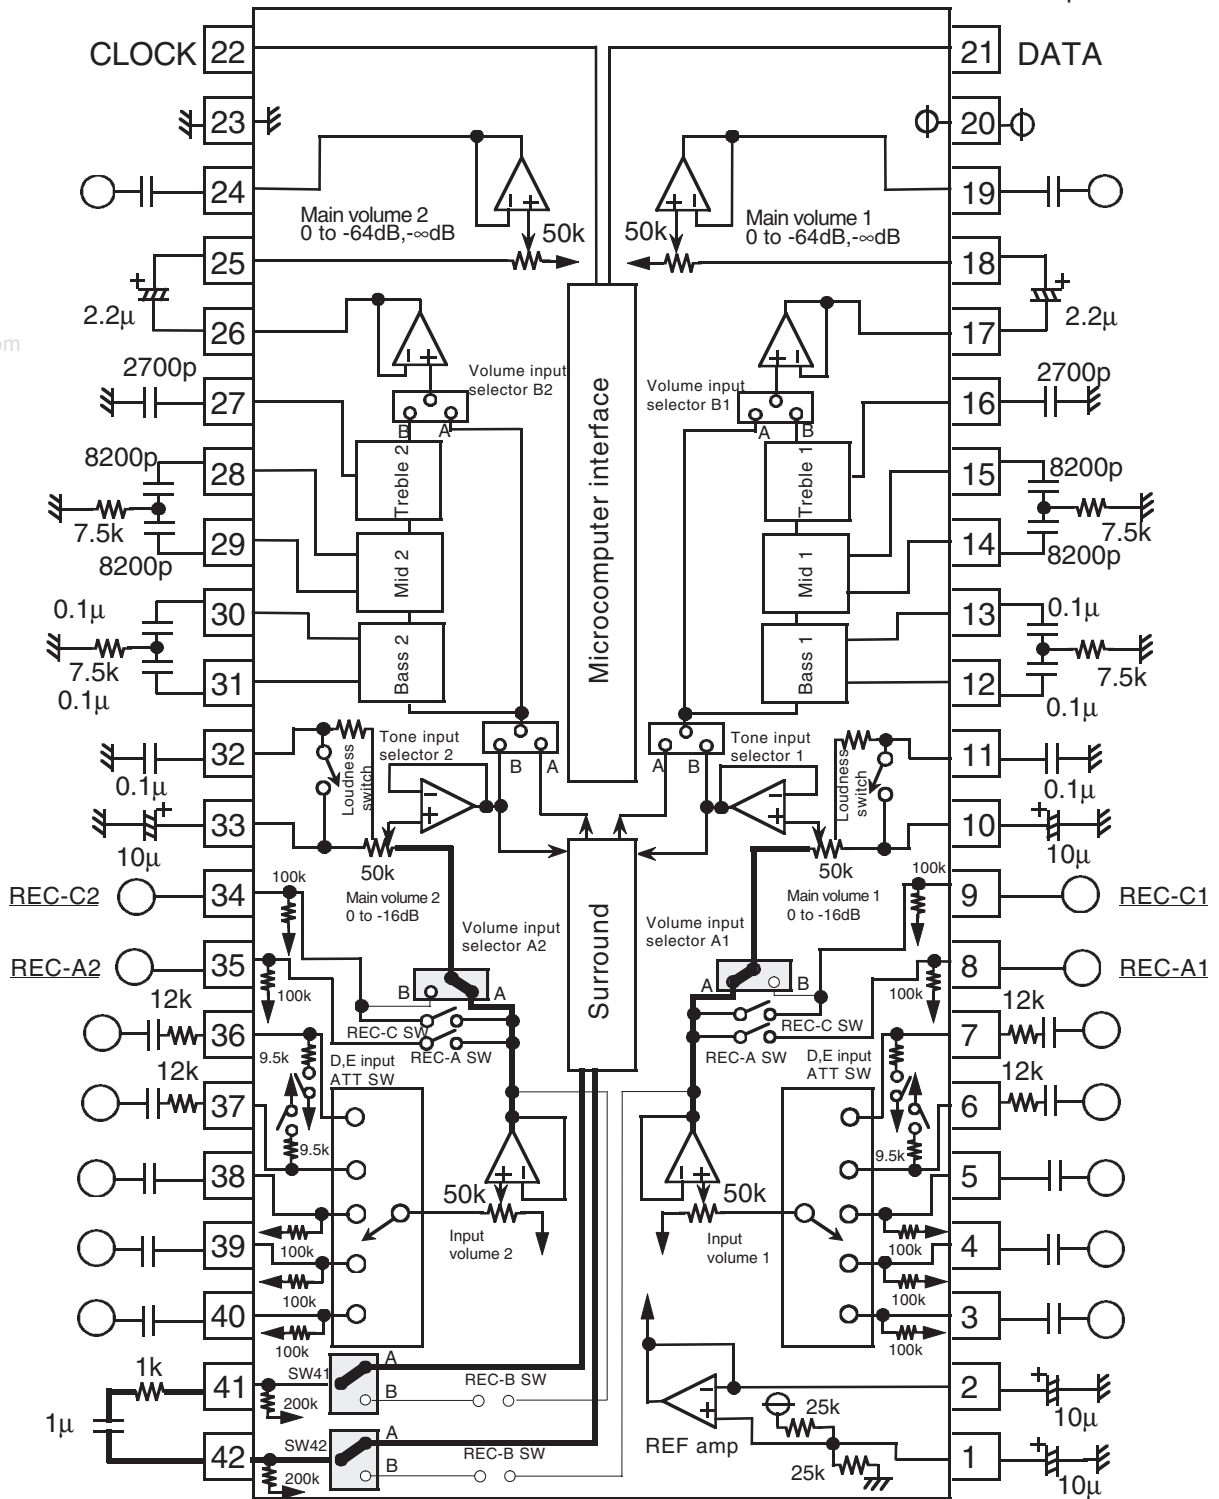 CLOCK 22 21 DATA
23 20
24 19
Main volume 2
0 to -64dB,-∞dB
50k 50k
Main volume 1
0 to -64dB,-∞dB
25 18
2.2µ 2.2µ
26 17
om
2700p 2700p
Volume input
selector B2
Volume input
selector B1
27 16
B A A B
8200p 8200p
28 15
Treble 2 Treble 1
7.5k 7.5k
29 14
8200p 8200p
Mid 2 Mid 1
Microcomputer interface
0.1µ 0.1µ
30 13
7.5k 7.5k
Bass 2 Bass 1
31 12
0.1µ 0.1µ
32 11
Tone input
selector 2
Tone input
selector 1
B A A B
0.1µ 0.1µ
Loudness
switch
Loudness
switch
33 10
10µ 10µ
50k 50k
100k 100k
REC-C2 34 9 REC-C1
Main volume 2
0 to -16dB
Main volume 1
0 to -16dB
Volume input
selector A2
Volume input
selector A1
Surround
REC-A2 35 8 REC-A1
100k 100k
B A A B
12k 12k
REC-C SW REC-C SW
36 7
REC-A SW REC-A SW
9.5k
D,E input
ATT SW
D,E input
ATT SW
12k 12k
37 6
9.5k 9.5k
38 5
50k 50k
Input
volume 2
Input
volume 1
100k 100k
39 4
100k 100k
40 3
100k 100k
1k
41 2
SW41 A
B
REC-B SW
200k
1µ
10µ
25k
REF amp
42 1
SW42 A
B
REC-B SW
200k
25k
10µ